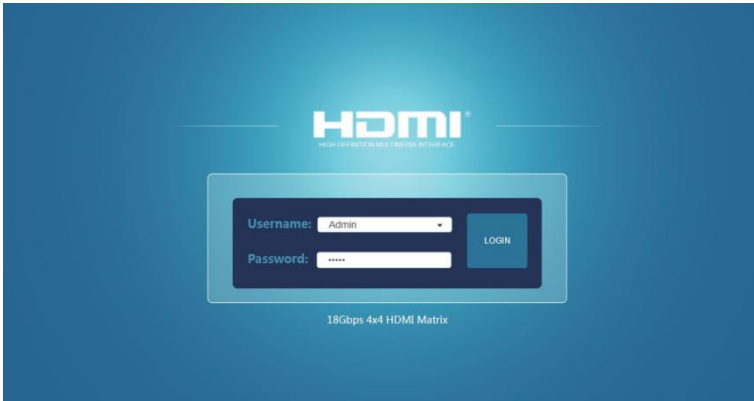 HDMI®
HIGH-DEFINITION MULTIMEDIA INTERFACE
Username: Admin
LOGIN
Password: •••••
18Gbps 4x4 HDMI Matrix